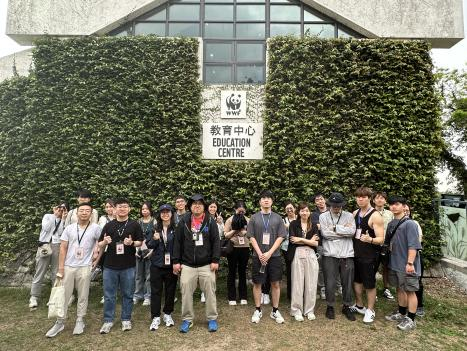 WWF
教育中心
EDUCATION
CENTRE